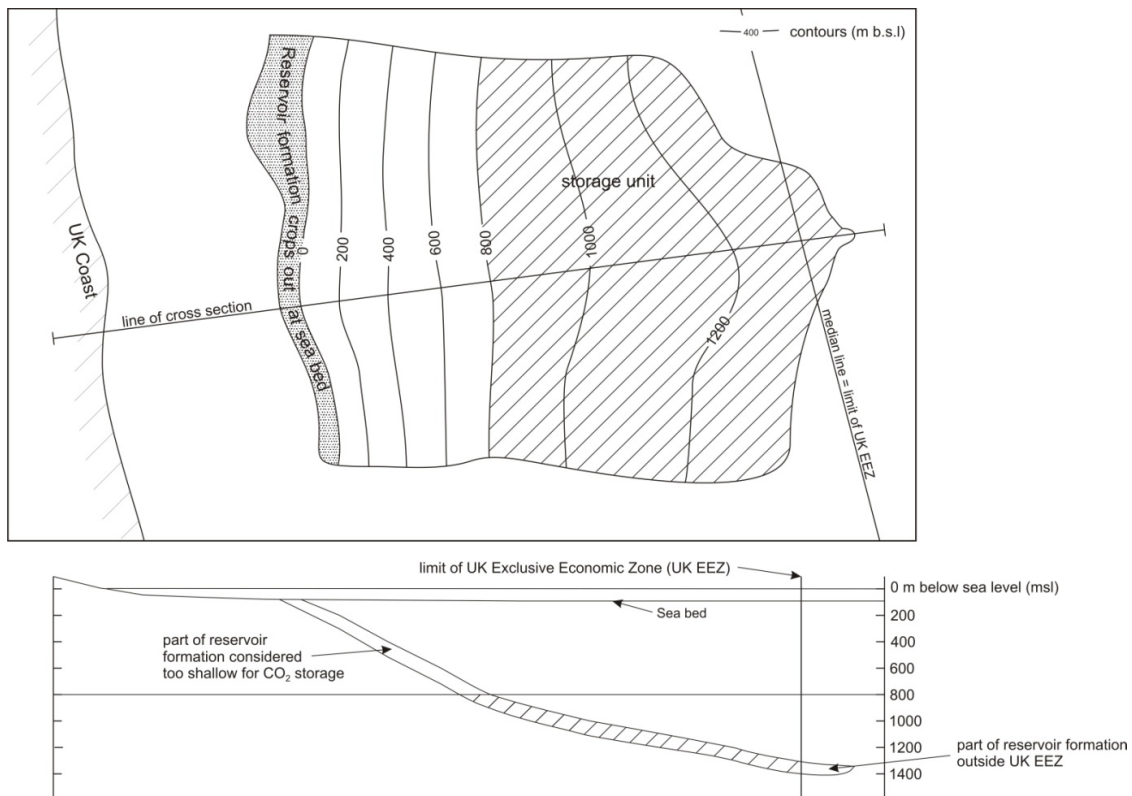 400
contours (m b.s.l)
Reservoir formation crops out at sea bed
storage unit
UK Coast
0
200
400
600
800
1000
1200
line of cross section
median line = limit of UK EEZ
limit of UK Exclusive Economic Zone (UK EEZ)
0 m below sea level (msl)
Sea bed
200
part of reservoir
formation considered
too shallow for CO₂ storage
400
600
800
1000
1200
1400
part of reservoir formation
outside UK EEZ